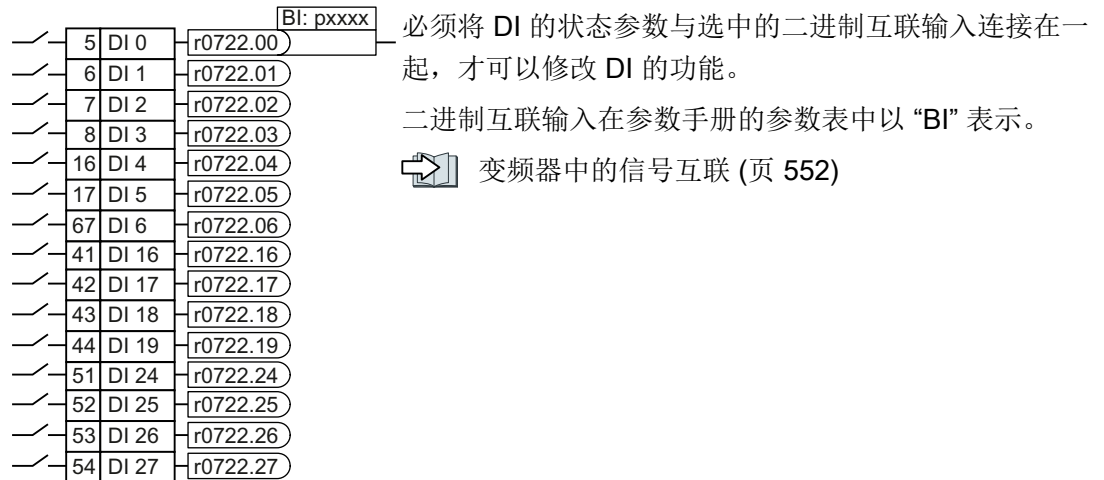 BI: pxxxx
5 DI 0 r0722.00
6 DI 1 r0722.01
7 DI 2 r0722.02
8 DI 3 r0722.03
16 DI 4 r0722.04
17 DI 5 r0722.05
67 DI 6 r0722.06
41 DI 16 r0722.16
42 DI 17 r0722.17
43 DI 18 r0722.18
44 DI 19 r0722.19
51 DI 24 r0722.24
52 DI 25 r0722.25
53 DI 26 r0722.26
54 DI 27 r0722.27
必须将 DI 的状态参数与选中的二进制互联输入连接在一
起，才可以修改 DI 的功能。
二进制互联输入在参数手册的参数表中以 “BI” 表示。
变频器中的信号互联 (页 552)